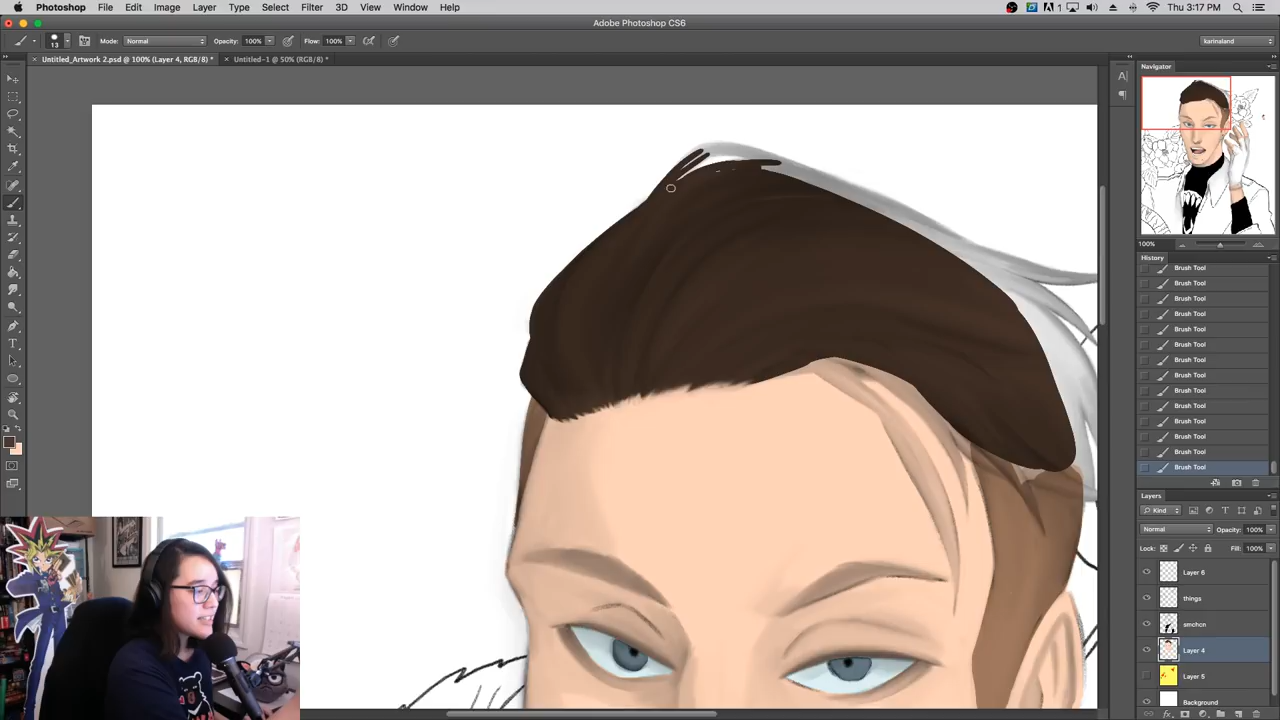 Photoshop File Edit Image Layer Type Select Filter 3D View Window Help 1 Thu 3:17 PM
Adobe Photoshop CS6
13 Mode: Normal Opacity: 100% Flow: 100% karinaland
Untitled_Artwork 2.psd @ 100% (Layer 4, RGB/8) * Untitled-1 @ 50% (RGB/8) *
Navigator
100%
History
Brush Tool
Brush Tool
Brush Tool
Brush Tool
Brush Tool
Brush Tool
Brush Tool
Brush Tool
Brush Tool
Brush Tool
Brush Tool
Brush Tool
Brush Tool
Brush Tool
Layers
Kind
Normal Opacity: 100%
Lock: Fill: 100%
Layer 6
things
smchcn
Layer 4
Layer 5
Background